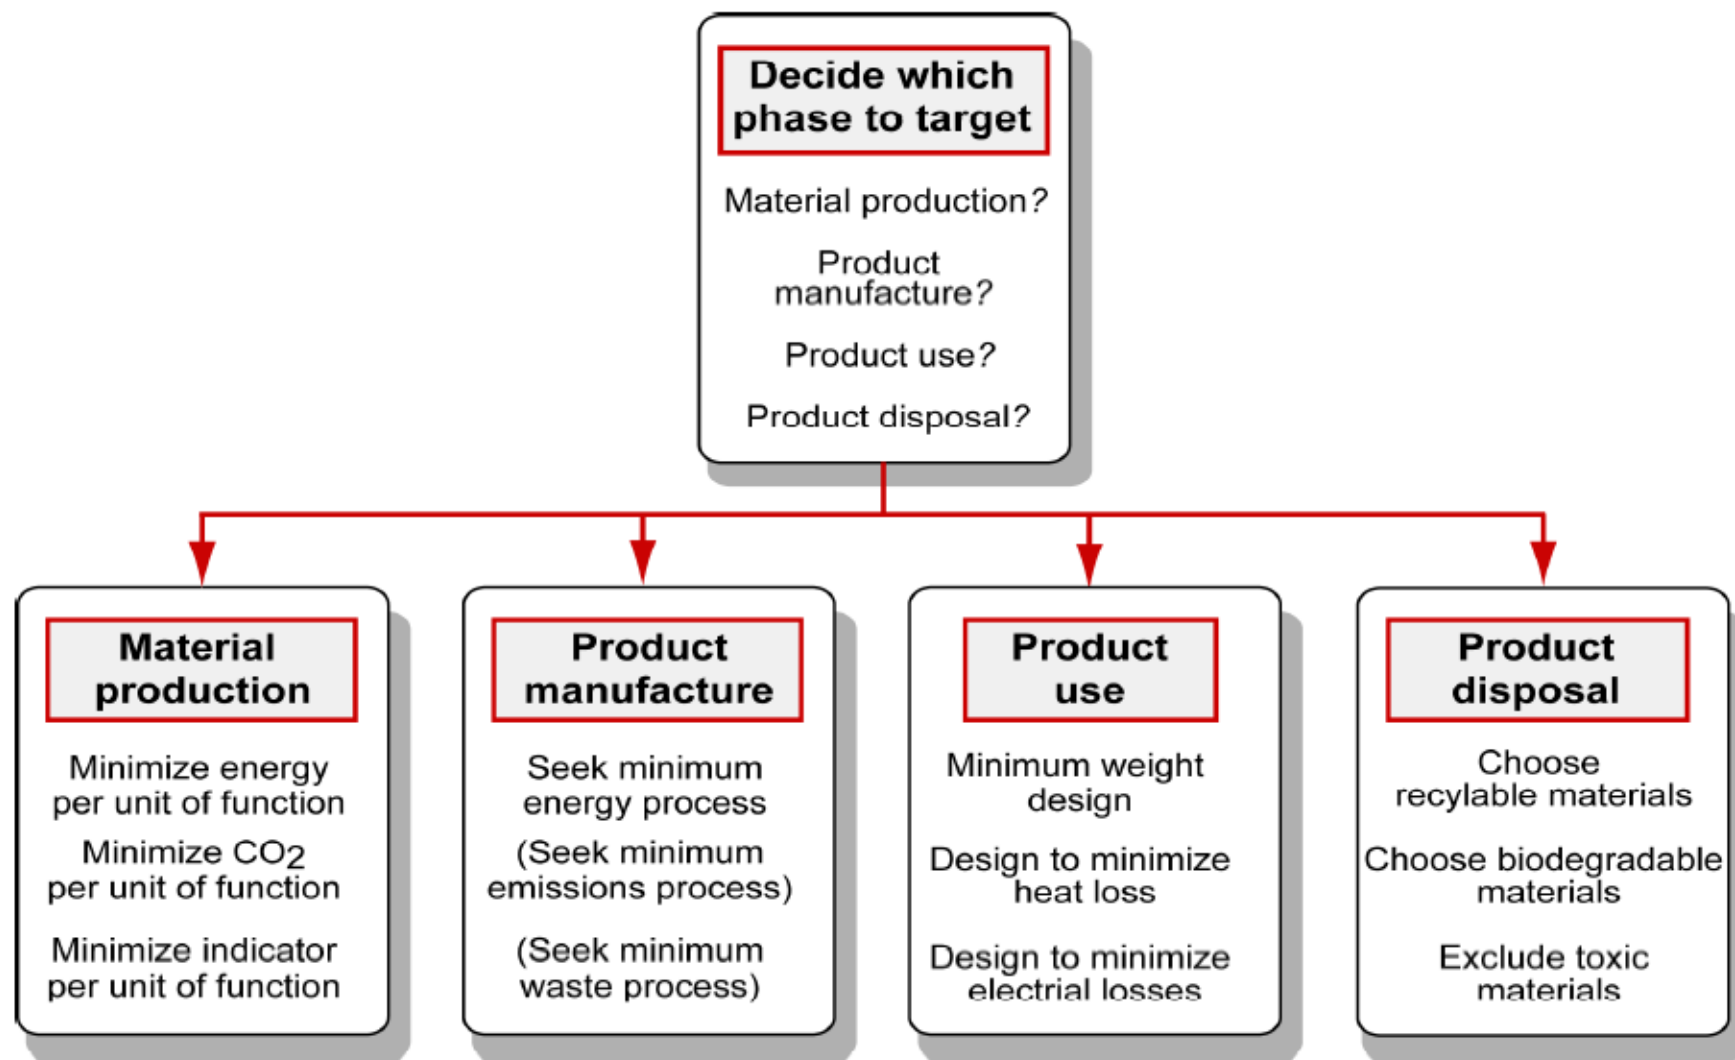 Decide which
phase to target
Material production?
Product
manufacture?
Product use?
Product disposal?
Material
production
Minimize energy
per unit of function
Minimize CO2
per unit of function
Minimize indicator
per unit of function
Product
manufacture
Seek minimum
energy process
(Seek minimum
emissions process)
(Seek minimum
waste process)
Product
use
Minimum weight
design
Design to minimize
heat loss
Design to minimize
electrial losses
Product
disposal
Choose
recylable materials
Choose biodegradable
materials
Exclude toxic
materials